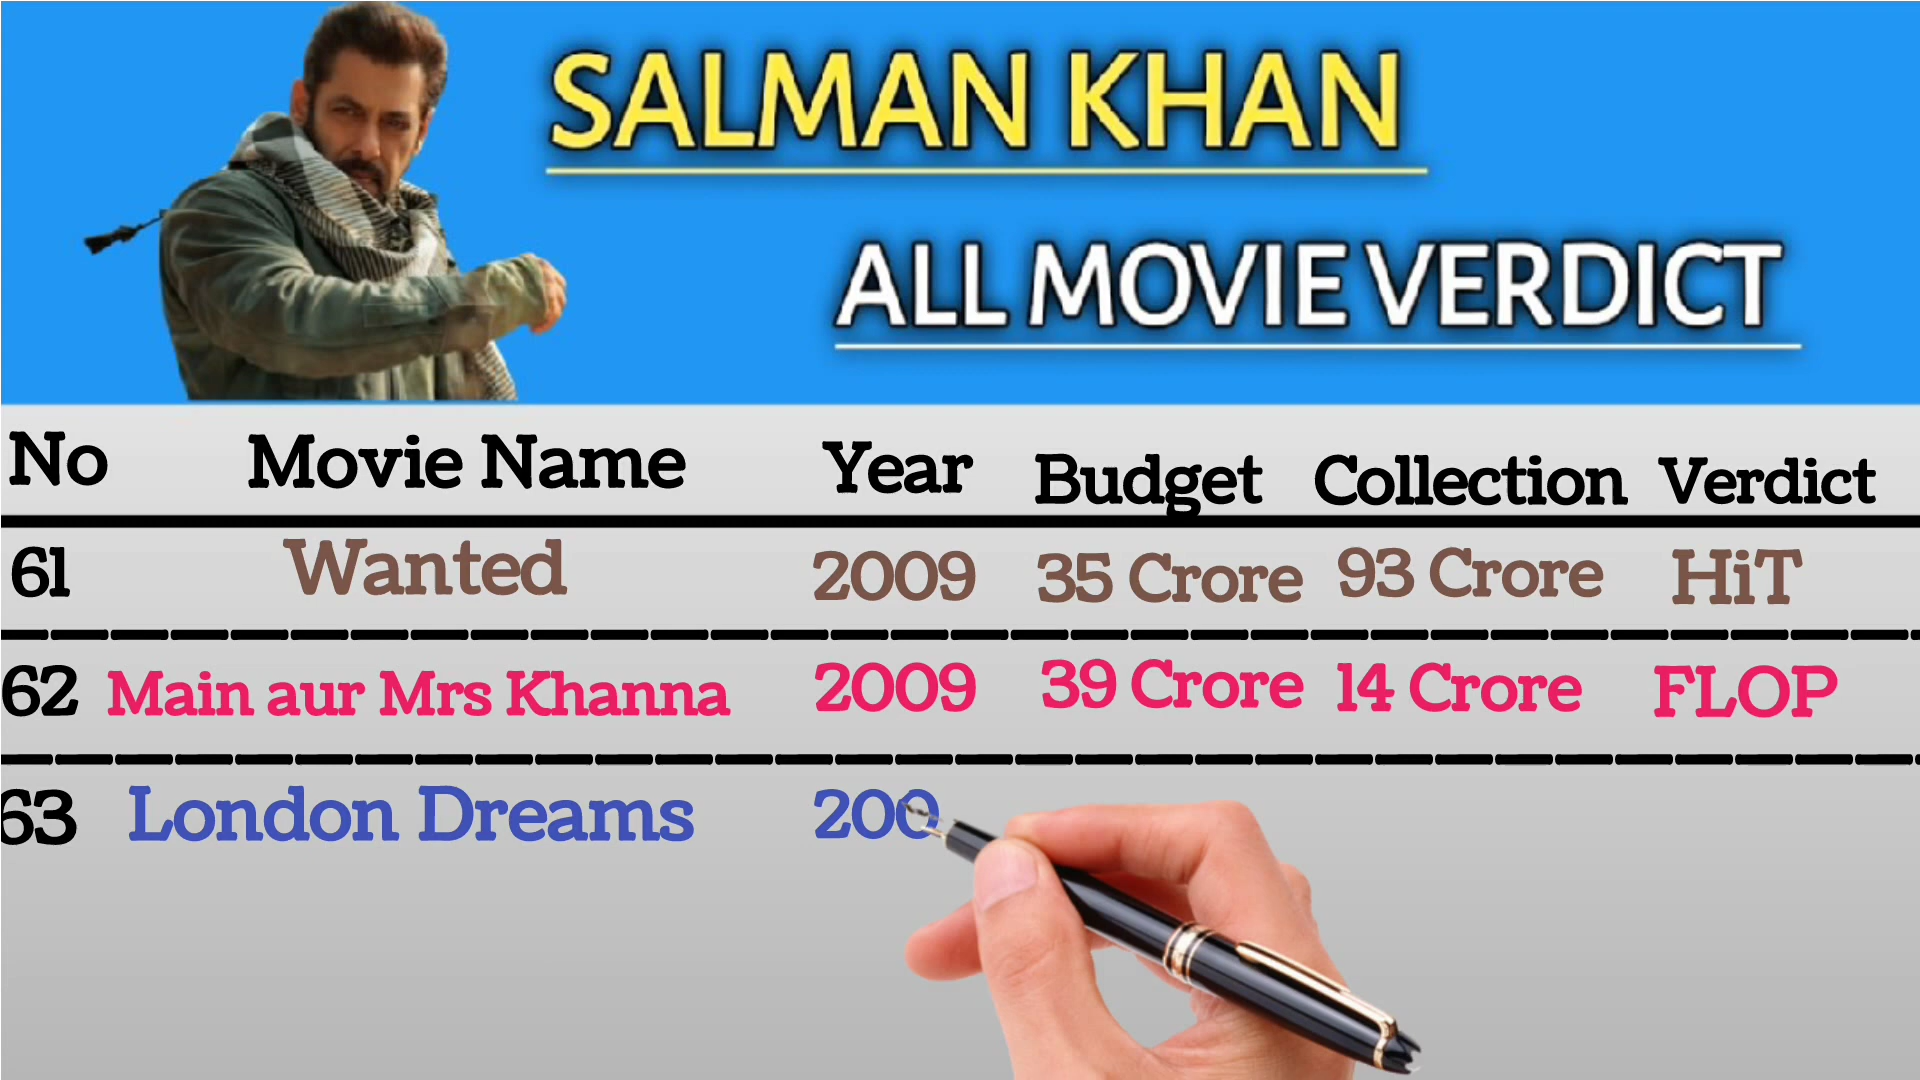 SALMAN KHAN
ALL MOVIE VERDICT
No Movie Name Year Budget Collection Verdict
61 Wanted 2009 35 Crore 93 Crore HiT
62 Main aur Mrs Khanna 2009 39 Crore 14 Crore FLOP
63 London Dreams 200